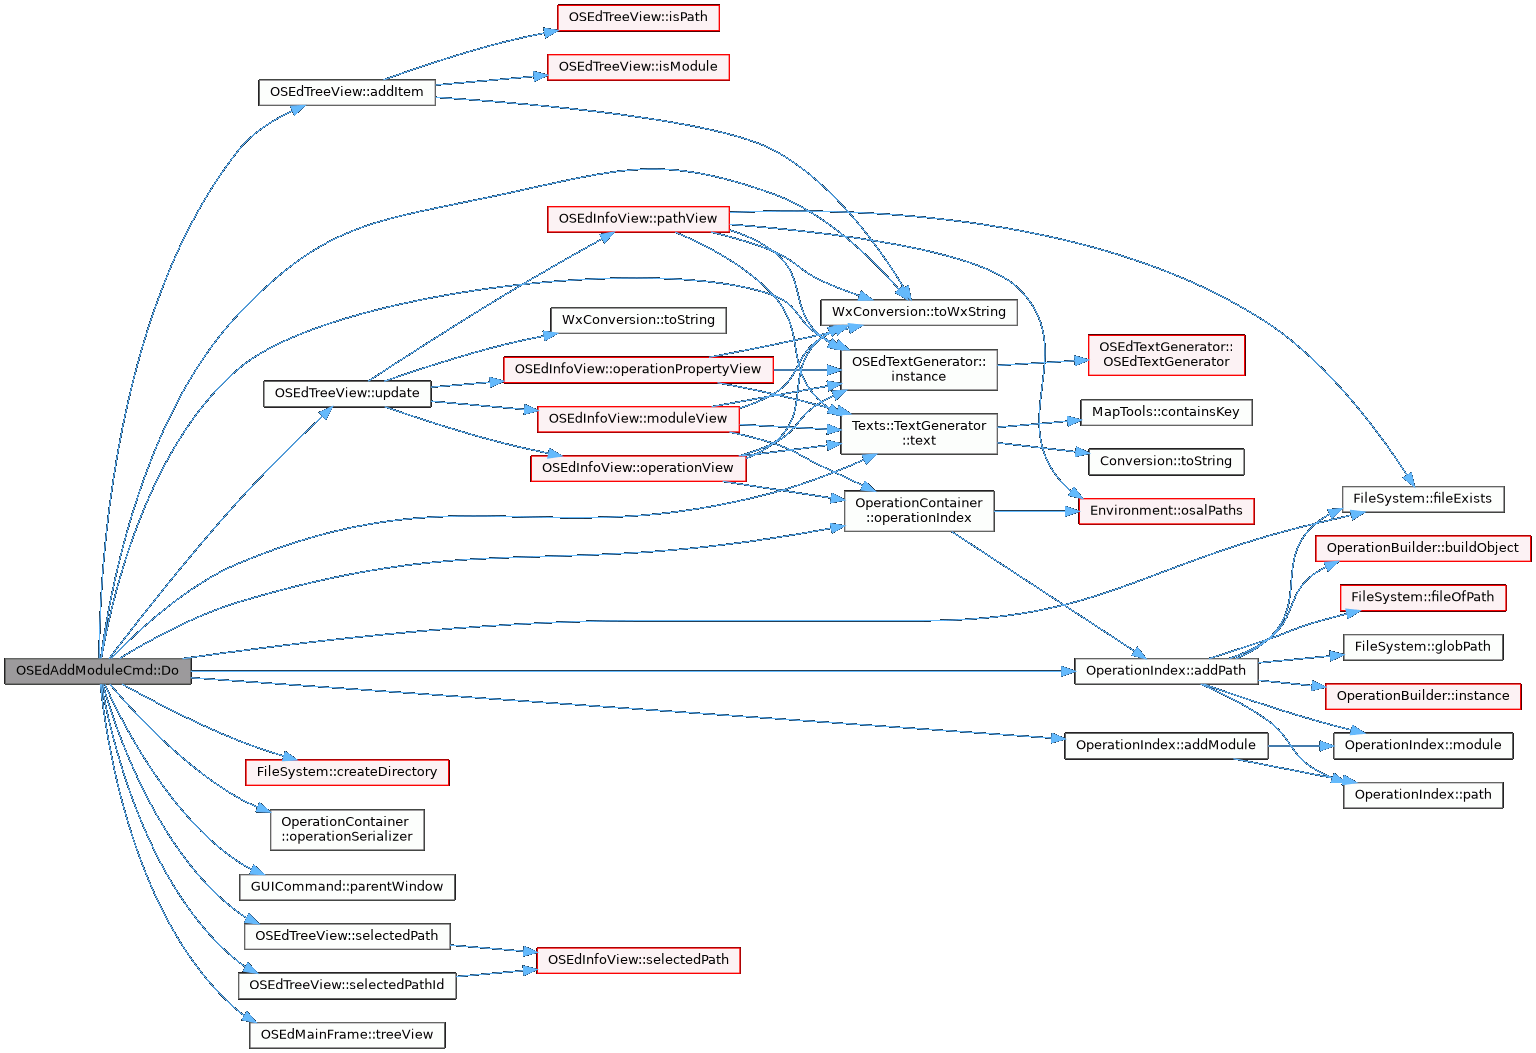 OSEdTreeView::isPath
OSEdTreeView::isModule
OSEdTreeView::addItem
OSEdInfoView::pathView
WxConversion::toWxString
WxConversion::toString
OSEdTextGenerator::
OSEdTextGenerator
OSEdTextGenerator::
instance
OSEdInfoView::operationPropertyView
OSEdTreeView::update
MapTools::containsKey
OSEdInfoView::moduleView
Texts::TextGenerator
::text
Conversion::toString
OSEdInfoView::operationView
FileSystem::fileExists
OperationContainer
::operationIndex
Environment::osalPaths
OperationBuilder::buildObject
FileSystem::fileOfPath
FileSystem::globPath
OSEdAddModuleCmd::Do
OperationIndex::addPath
OperationBuilder::instance
OperationIndex::addModule
OperationIndex::module
FileSystem::createDirectory
OperationIndex::path
OperationContainer
::operationSerializer
GUICommand::parentWindow
OSEdTreeView::selectedPath
OSEdInfoView::selectedPath
OSEdTreeView::selectedPathId
OSEdMainFrame::treeView